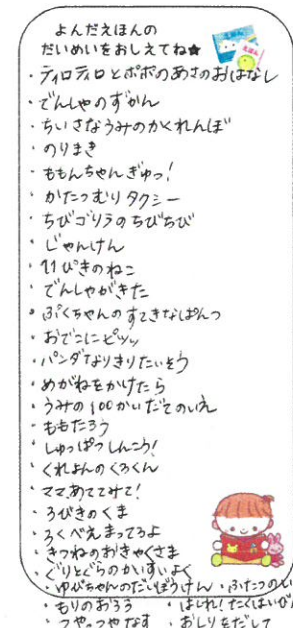 よんだえほんの
だいめいをおしえてね★
えほん
・ティロティロとポポのあさのおはなし
・でんしゃのずかん
・ちいさなうみのかくれんぼ
・のりまき
・ももんちゃんぎゅっ!
・かたつむりタクシー
・ちびゴリラのちびちび
・じゃんけん
・11ぴきのねこ
・でんしゃがきた
・ぷくちゃんのすてきなぱんつ
・おでこにピツッ
・パンダなりきりたいそう
・めがねをかけたら
・うみの100かいだてのいえ
・ももたろう
・しゅっぱつしんこう!
・くれよんのくろくん
・ママあててみて!
・3びきのくま
・ろくべえまってろよ
・きつねのおきゃくさま
・ぐりとぐらのかいすいよく
・ゆびちゃんのだいぼうけん ・ふたつの
・もりのおふろ ・はしれ!たくはいびん
・つやっつやなす ・おしりをだして